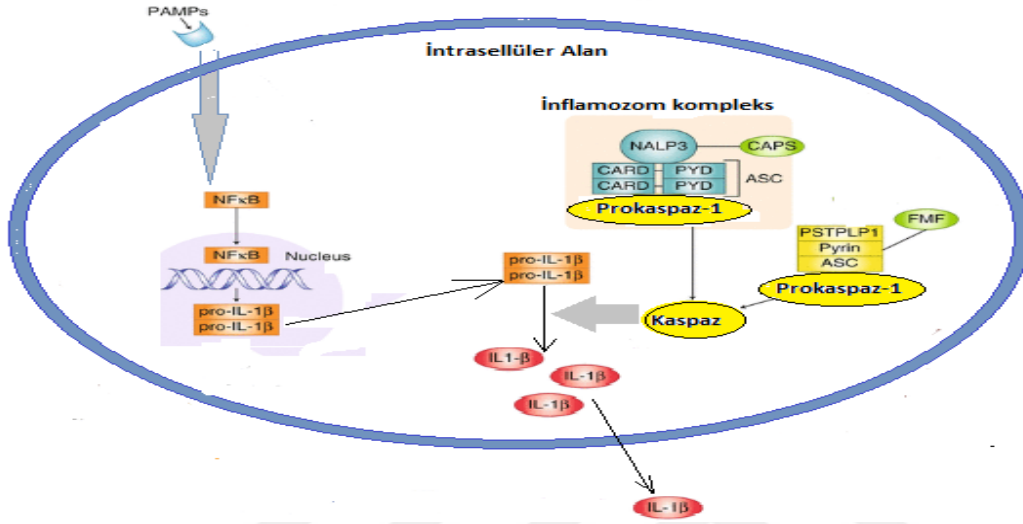 PAMPs
İntrasellüler Alan
İnflamozom kompleks
NALP3
CAPS
CARD PYD
CARD PYD
ASC
Prokaspaz-1
FMF
PSTPLP1
Pyrin
ASC
Prokaspaz-1
NFκB
NFκB
Nucleus
pro-IL-1β
pro-IL-1β
pro-IL-1β
pro-IL-1β
Kaspaz
IL1-β
IL-1β
IL-1β
IL-1β